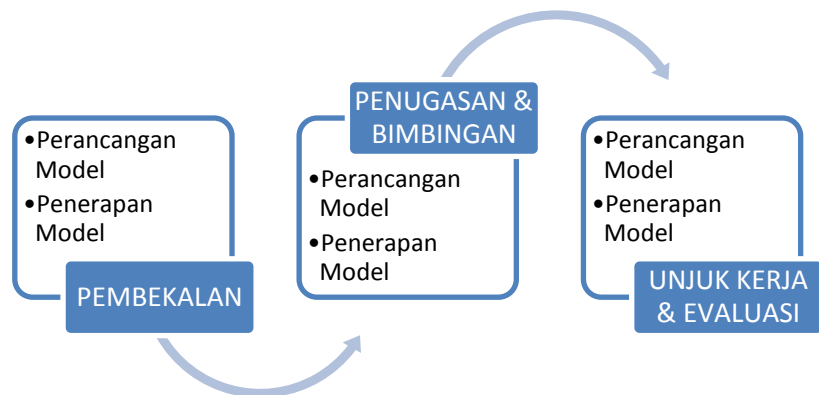 •Perancangan
Model
•Penerapan
Model
PEMBEKALAN
PENUGASAN &
BIMBINGAN
•Perancangan
Model
•Penerapan
Model
•Perancangan
Model
•Penerapan
Model
UNJUK KERJA
& EVALUASI